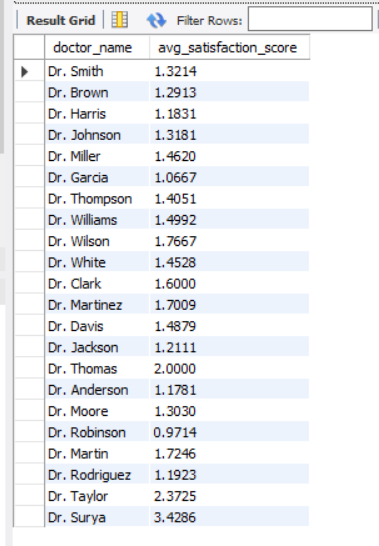 Result Grid Filter Rows:
doctor_name avg_satisfaction_score
Dr. Smith 1.3214
Dr. Brown 1.2913
Dr. Harris 1.1831
Dr. Johnson 1.3181
Dr. Miller 1.4620
Dr. Garcia 1.0667
Dr. Thompson 1.4051
Dr. Williams 1.4992
Dr. Wilson 1.7667
Dr. White 1.4528
Dr. Clark 1.6000
Dr. Martinez 1.7009
Dr. Davis 1.4879
Dr. Jackson 1.2111
Dr. Thomas 2.0000
Dr. Anderson 1.1781
Dr. Moore 1.3030
Dr. Robinson 0.9714
Dr. Martin 1.7246
Dr. Rodriguez 1.1923
Dr. Taylor 2.3725
Dr. Surya 3.4286